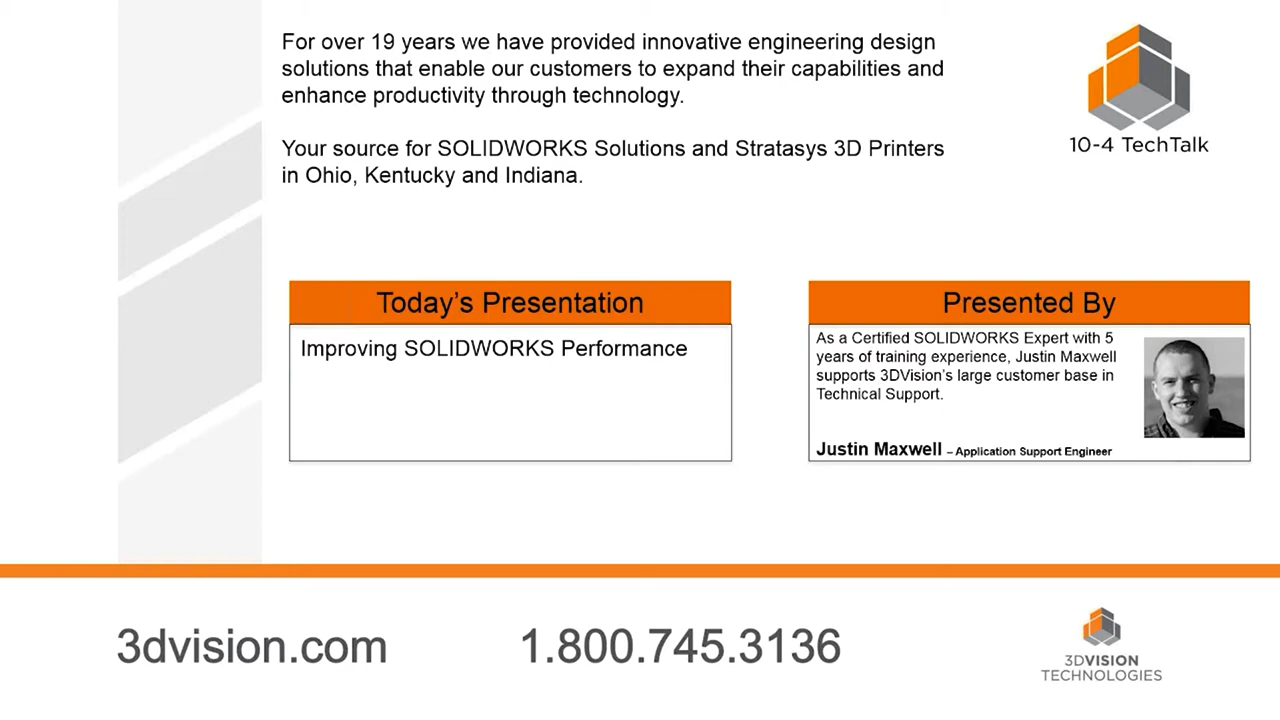 For over 19 years we have provided innovative engineering design
solutions that enable our customers to expand their capabilities and
enhance productivity through technology.
Your source for SOLIDWORKS Solutions and Stratasys 3D Printers
in Ohio, Kentucky and Indiana.
10-4 TechTalk
Today's Presentation
Improving SOLIDWORKS Performance
Presented By
As a Certified SOLIDWORKS Expert with 5
years of training experience, Justin Maxwell
supports 3DVision's large customer base in
Technical Support.
Justin Maxwell – Application Support Engineer
3dvision.com
1.800.745.3136
3DVISION
TECHNOLOGIES